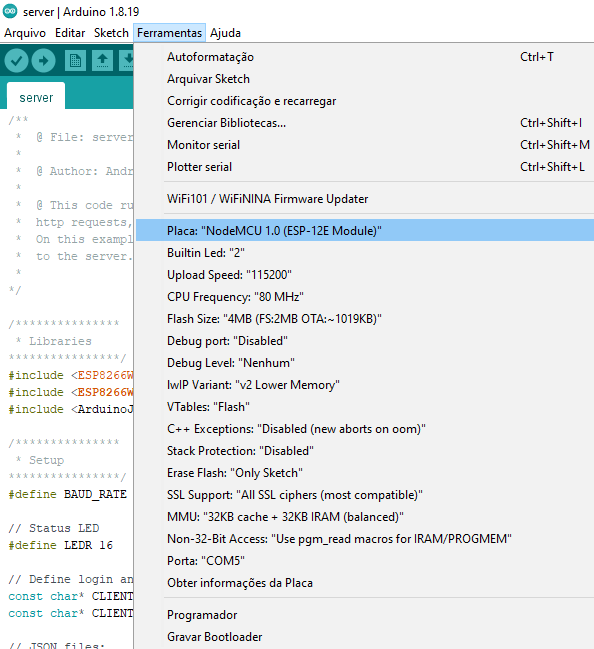 server | Arduino 1.8.19
Arquivo Editar Sketch Ferramentas Ajuda
server
/**
* @ File: server
*
* @ Author: Andr
*
* @ This code ru
* http requests,
* On this exampl
* to the server.
*
*/
/***************
* Libraries
***************/
#include <ESP8266W
#include <ESP8266W
#include <ArduinoJ
/***************
* Setup
***************/
#define BAUD_RATE
// Status LED
#define LEDR 16
// Define login an
const char* CLIENT
const char* CLIENT
// JSON files:
Autoformatação Ctrl+T
Arquivar Sketch
Corrigir codificação e recarregar
Gerenciar Bibliotecas... Ctrl+Shift+I
Monitor serial Ctrl+Shift+M
Plotter serial Ctrl+Shift+L
WiFi101 / WiFiNINA Firmware Updater
Placa: "NodeMCU 1.0 (ESP-12E Module)"
Builtin Led: "2"
Upload Speed: "115200"
CPU Frequency: "80 MHz"
Flash Size: "4MB (FS:2MB OTA:~1019KB)"
Debug port: "Disabled"
Debug Level: "Nenhum"
lwIP Variant: "v2 Lower Memory"
VTables: "Flash"
C++ Exceptions: "Disabled (new aborts on oom)"
Stack Protection: "Disabled"
Erase Flash: "Only Sketch"
SSL Support: "All SSL ciphers (most compatible)"
MMU: "32KB cache + 32KB IRAM (balanced)"
Non-32-Bit Access: "Use pgm_read macros for IRAM/PROGMEM"
Porta: "COM5"
Obter informações da Placa
Programador
Gravar Bootloader